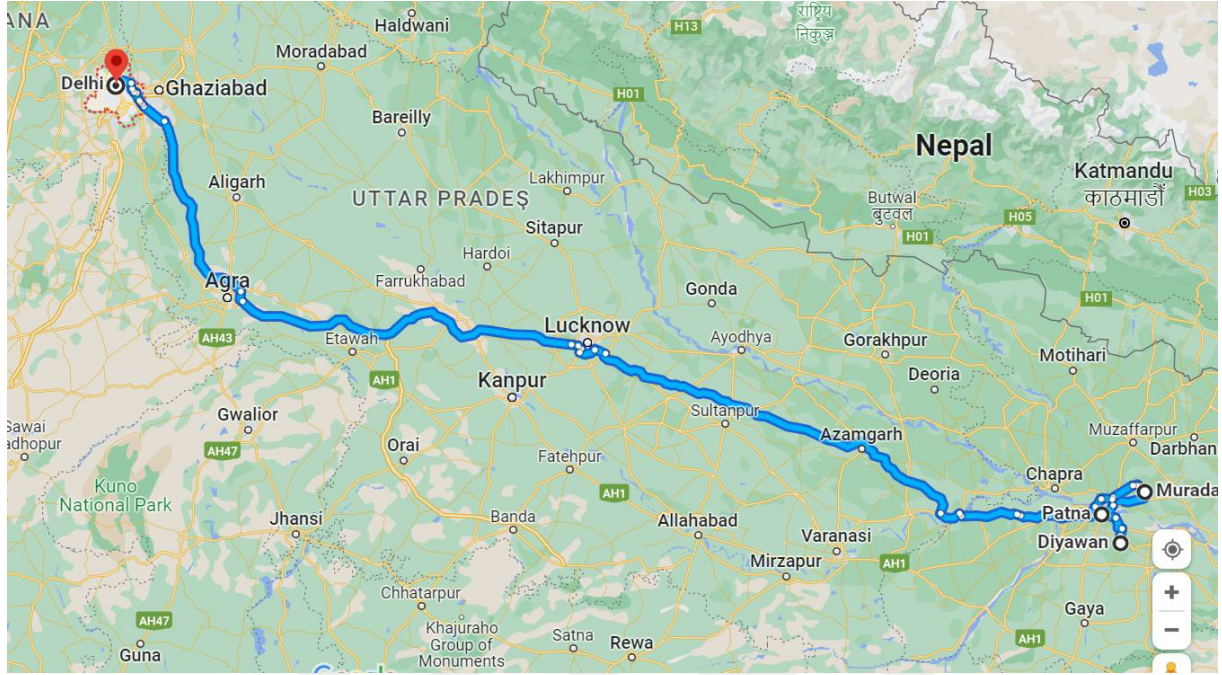 ANA
Haldwani
H13
राष्ट्रिय
निकुञ्ज
Moradabad
Delhi
Ghaziabad
H01
Bareilly
Nepal
Katmandu
काठमाडौं
H03
Aligarh
Lakhimpur
UTTAR PRADEŞ
Butwal
बुटवल
H05
H01
Sitapur
Hardoi
Agra
Farrukhabad
Gonda
H01
Lucknow
AH43
Etawah
Ayodhya
Gorakhpur
Motihari
AH1
Kanpur
Deoria
Gwalior
Sultanpur
Sawai
adhopur
Azamgarh
Muzaffarpur
Darbhan
AH47
Orai
Fatehpur
Chapra
Kuno
National Park
AH1
Murada
Jhansi
Banda
Allahabad
Patna
Varanasi
Diyawan
Mirzapur
AH1
Chhatarpur
Gaya
AH47
Khajuraho
Group of
Monuments
Satna
Rewa
AH1
Guna
Google